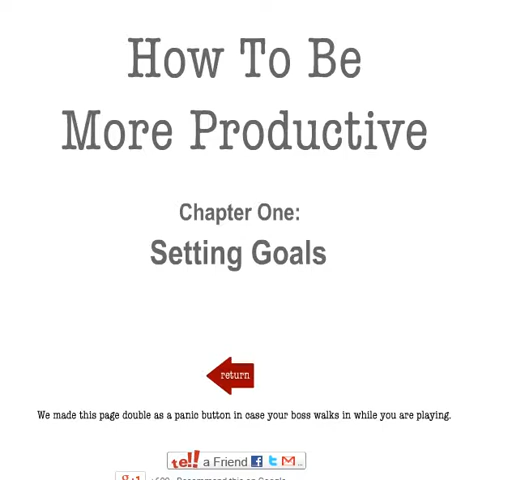 How To Be
More Productive
Chapter One:
Setting Goals
return
We made this page double as a panic button in case your boss walks in while you are playing.
tell!! a Friend